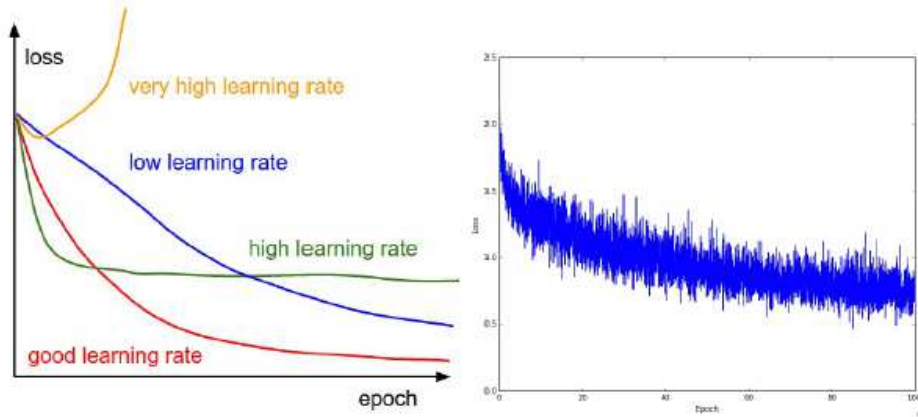 loss
very high learning rate
low learning rate
high learning rate
good learning rate
epoch
2.5
2.0
1.5
1.0
0.5
0.0
Loss
0
20
40
60
80
100
Epoch